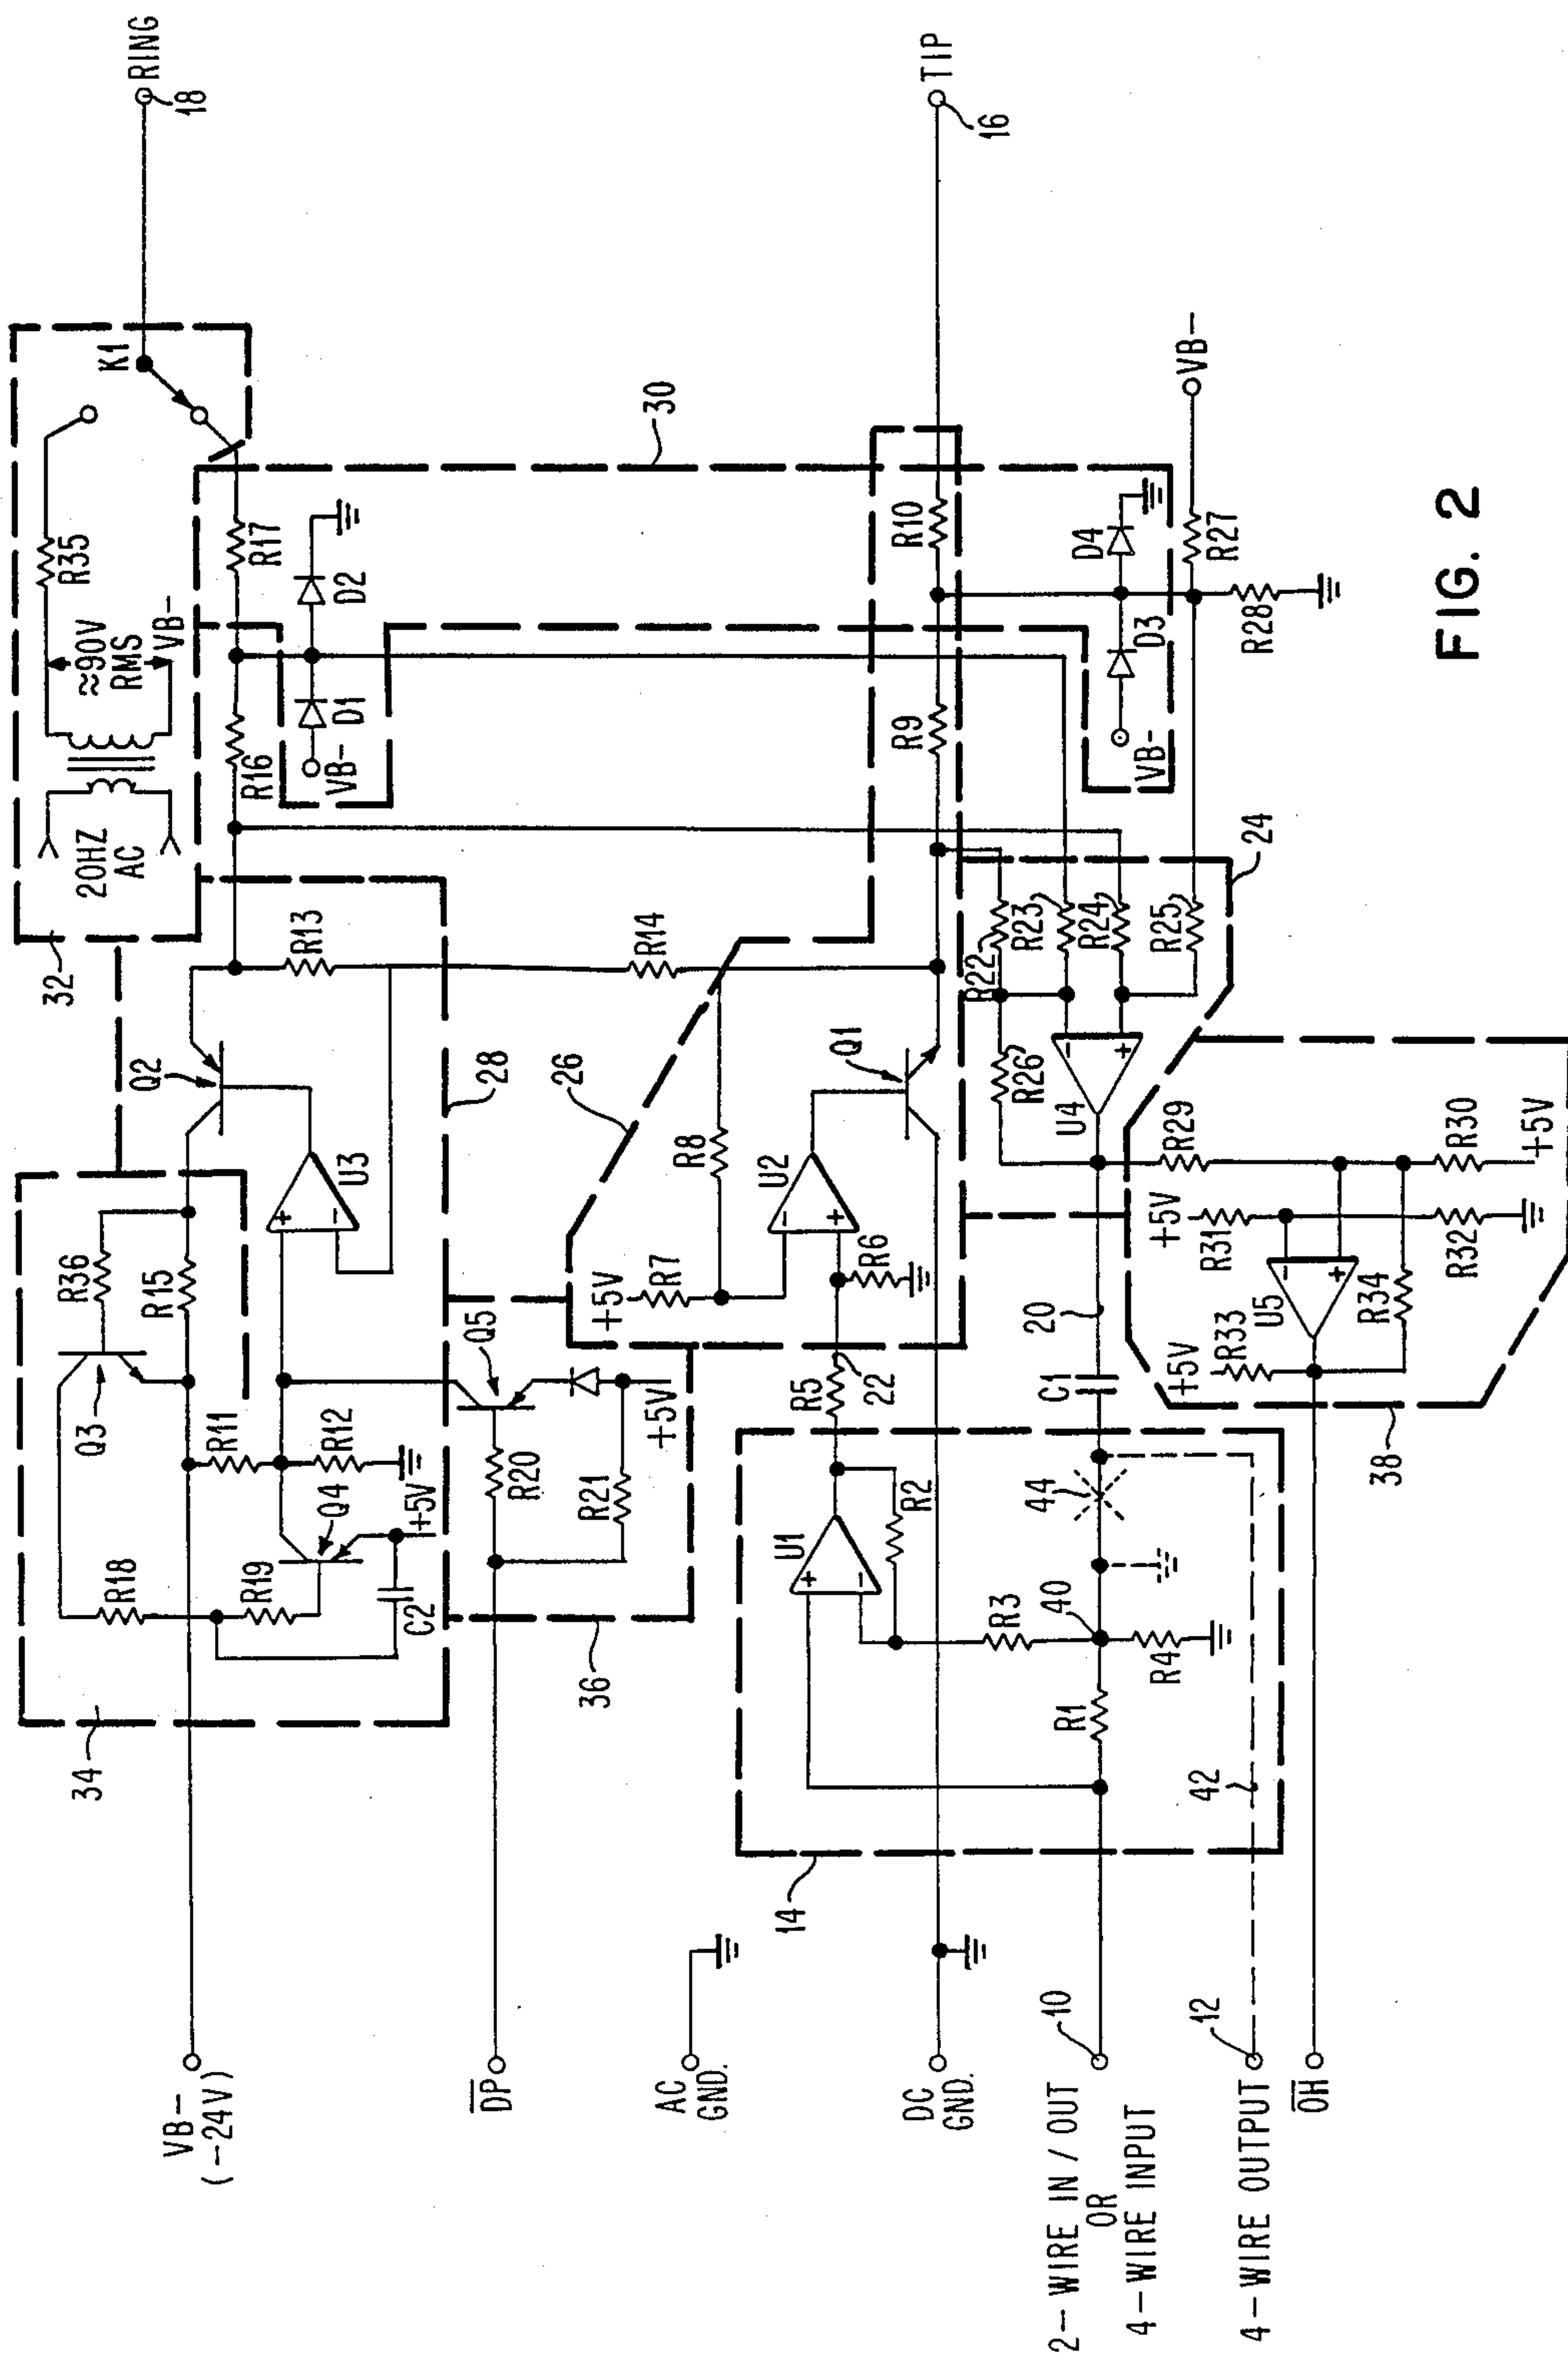 RING
18
K1
R35
≈90V
RMS
VB-
20HZ
AC
32
30
R17
D2
D1
VB-
R16
R13
R14
Q2
28
26
U3
R36
R15
Q3
R11
R12
Q4
+5V
R18
R19
C2
34
Q5
R20
R21
+5V
36
R8
U2
+5V
R7
R6
Q1
R9
R10
TIP
16
D4
D3
VB-
VB-
R27
R28
24
R22
R23
R24
R25
R26
U4
R29
R30
+5V
+5V
R31
R32
U5
R34
+5V
R33
38
20
C1
22
R5
44
U1
R2
R3
40
R4
R1
42
14
VB-
(-24V)
DP
AC
GND.
DC
GND.
10
2-WIRE IN / OUT
OR
4-WIRE INPUT
12
4-WIRE OUTPUT
OH
FIG. 2